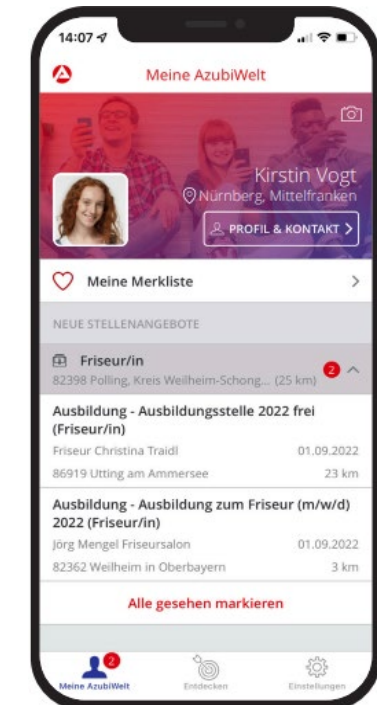 14:07
Meine AzubiWelt
Kirstin Vogt
Nürnberg, Mittelfranken
PROFIL & KONTAKT
Meine Merkliste
NEUE STELLENANGEBOTE
Friseur/in
82398 Polling, Kreis Weilheim-Schong... (25 km)
2
Ausbildung - Ausbildungsstelle 2022 frei
(Friseur/in)
Friseur Christina Traidl 01.09.2022
86919 Utting am Ammersee 23 km
Ausbildung - Ausbildung zum Friseur (m/w/d)
2022 (Friseur/in)
Jörg Mengel Friseursalon 01.09.2022
82362 Weilheim in Oberbayern 3 km
Alle gesehen markieren
2
Meine AzubiWelt Entdecken Einstellungen